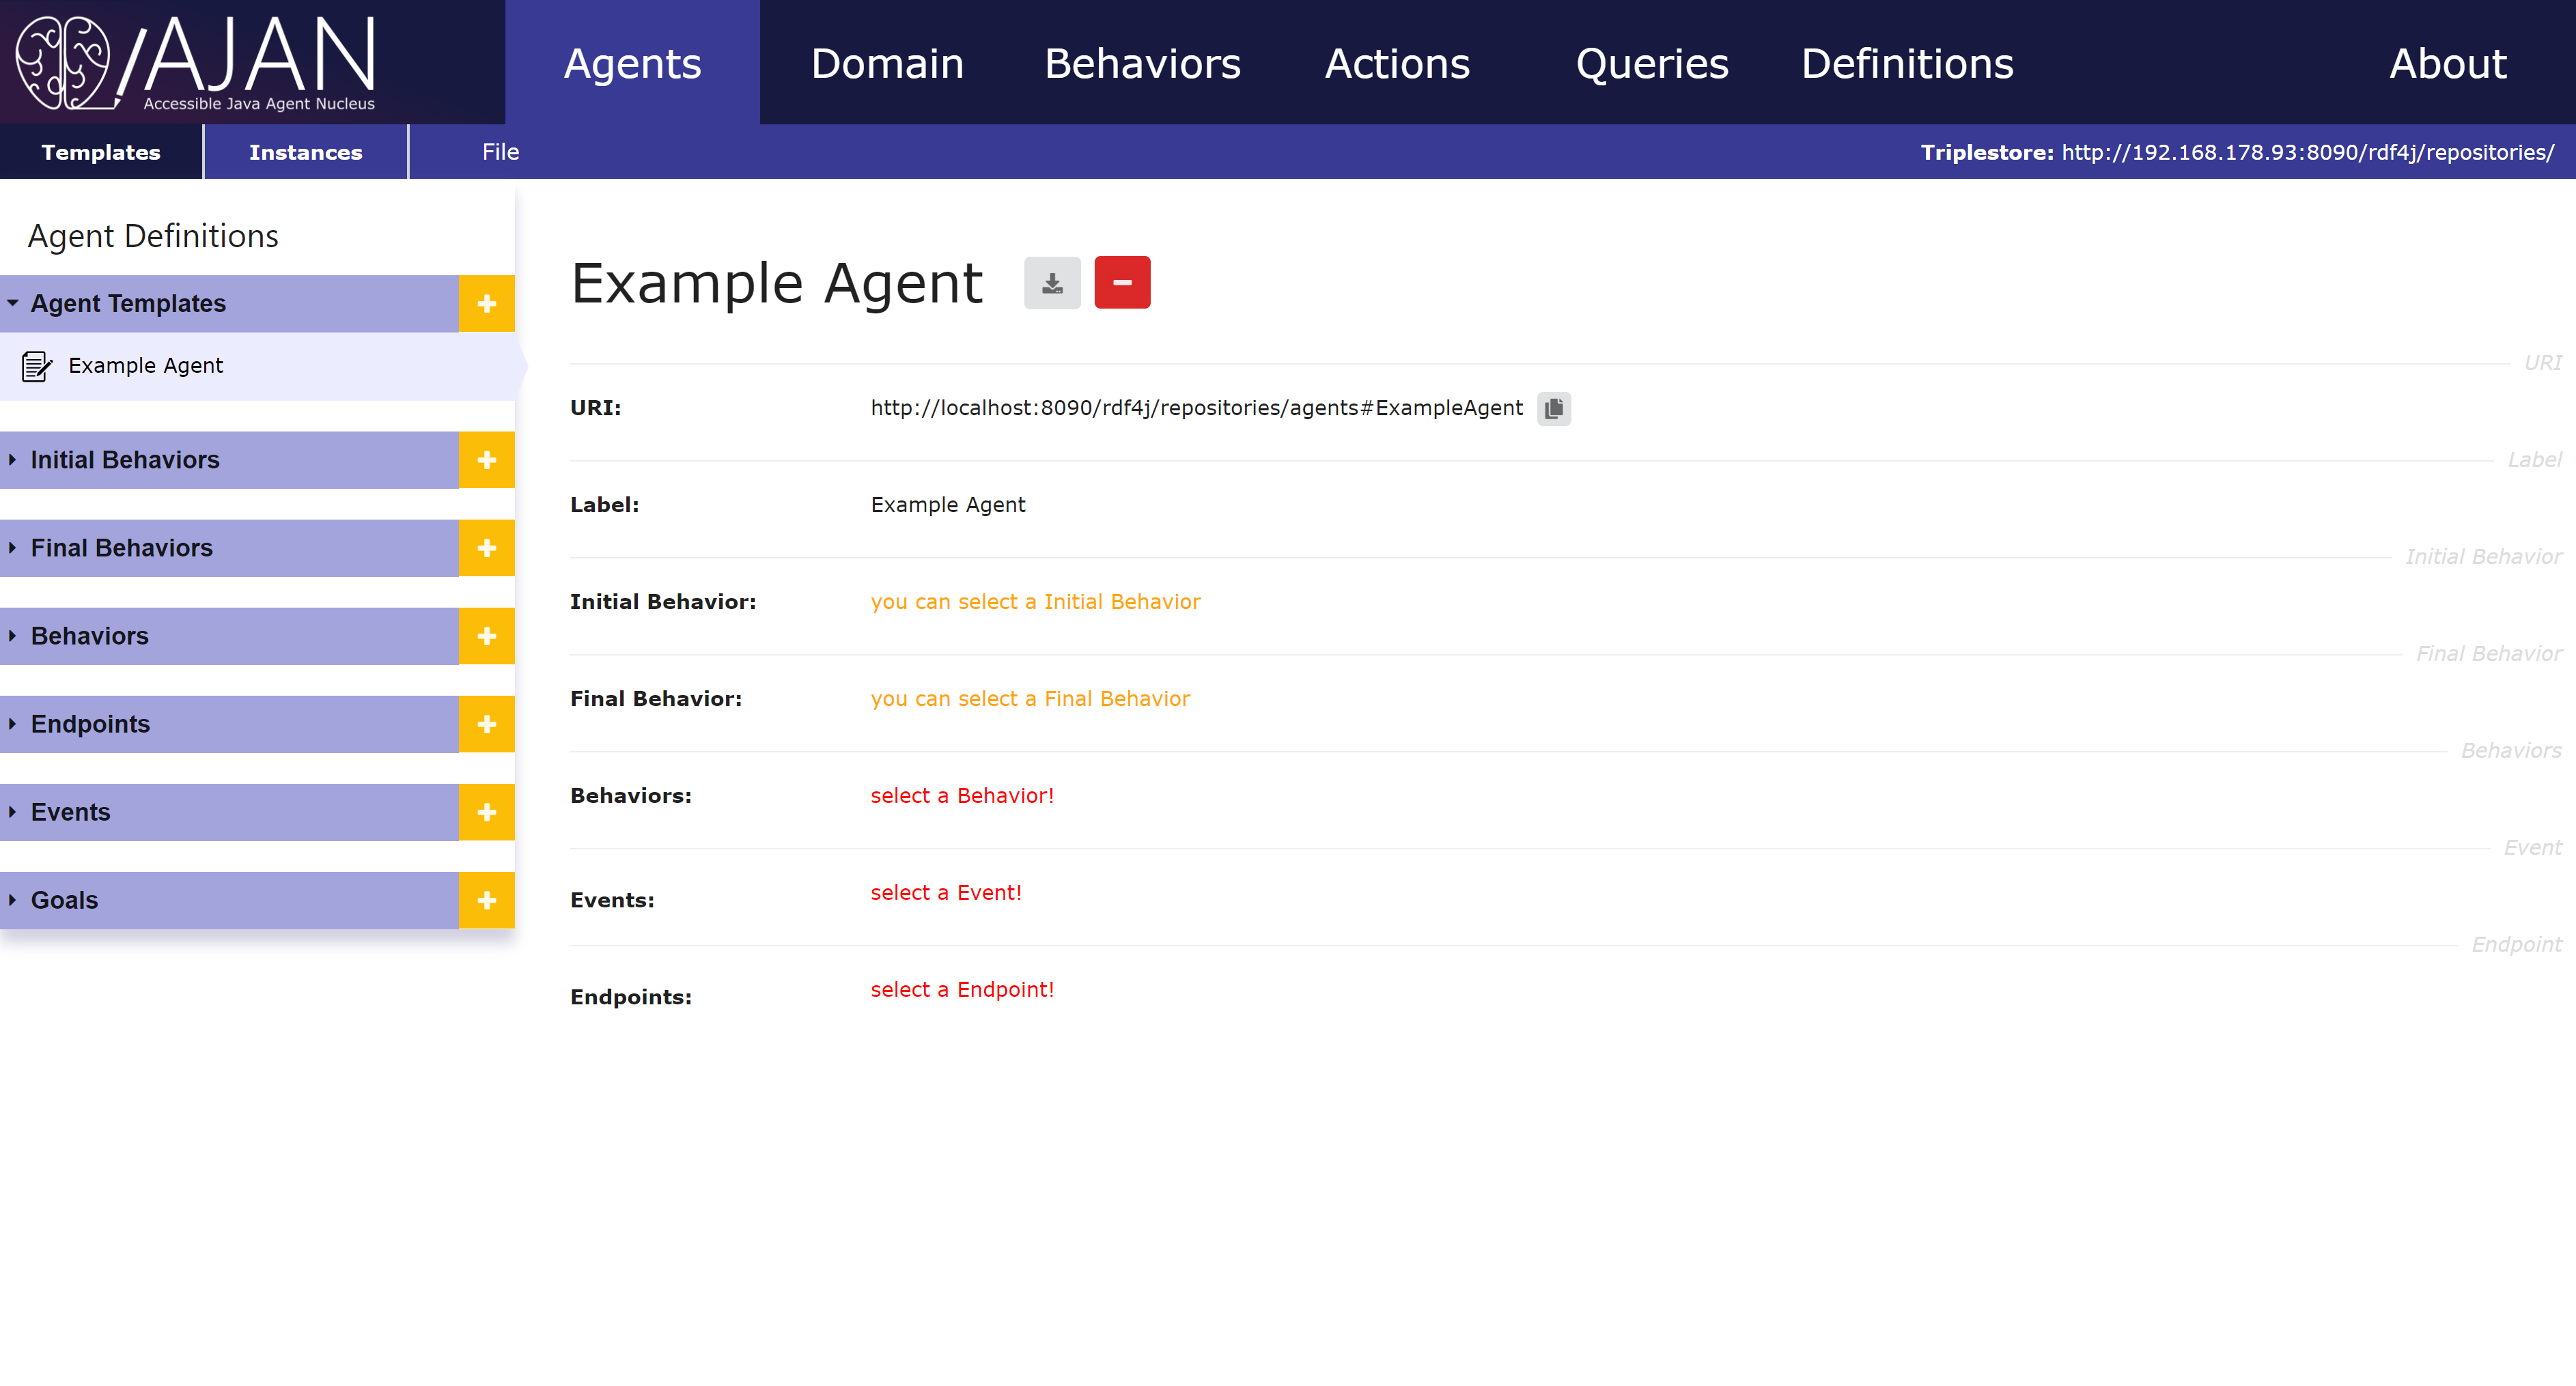 AJAN
Accessible Java Agent Nucleus
Agents Domain Behaviors Actions Queries Definitions About
Templates Instances File Triplestore: http://192.168.178.93:8090/rdf4j/repositories/
Agent Definitions
Agent Templates
Example Agent
Initial Behaviors
Final Behaviors
Behaviors
Endpoints
Events
Goals
Example Agent
URI
URI: http://localhost:8090/rdf4j/repositories/agents#ExampleAgent
Label
Label: Example Agent
Initial Behavior
Initial Behavior: you can select a Initial Behavior
Final Behavior
Final Behavior: you can select a Final Behavior
Behaviors
Behaviors: select a Behavior!
Event
Events: select a Event!
Endpoint
Endpoints: select a Endpoint!